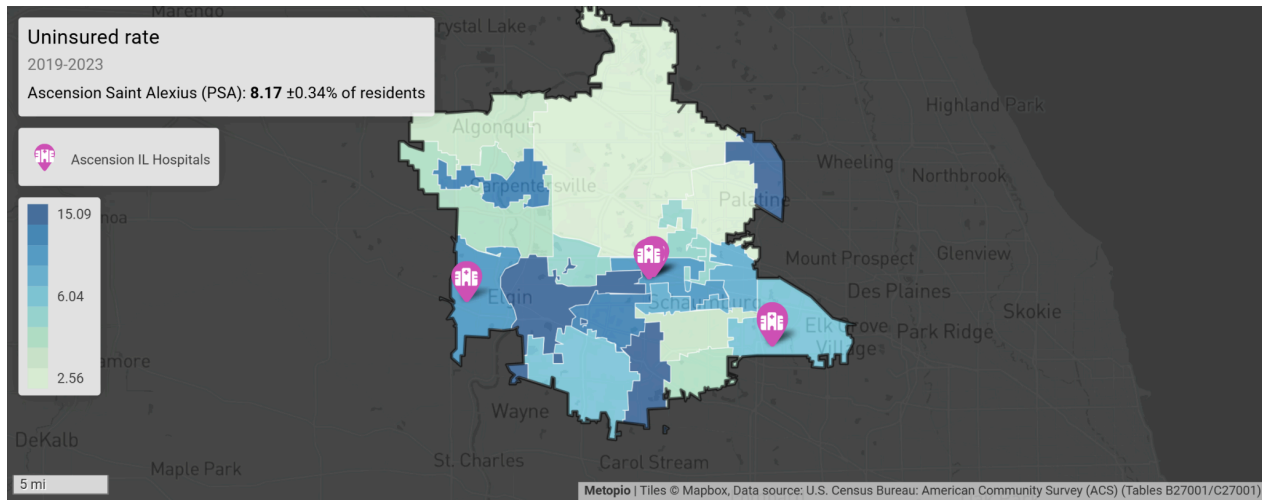 Marengo
rystal Lake
Uninsured rate
2019-2023
Ascension Saint Alexius (PSA): 8.17 ±0.34% of residents
Highland Park
Algonquin
Ascension IL Hospitals
Wheeling
Northbrook
Carpentersville
Palatine
15.09
noa
Mount Prospect
Glenview
6.04
Elgin
Schaumburg
Des Plaines
Skokie
Elk Grove
Village
Park Ridge
amore
2.56
Wayne
DeKalb
St. Charles
Carol Stream
Maple Park
5 mi
Metopio | Tiles © Mapbox, Data source: U.S. Census Bureau: American Community Survey (ACS) (Tables B27001/C27001)